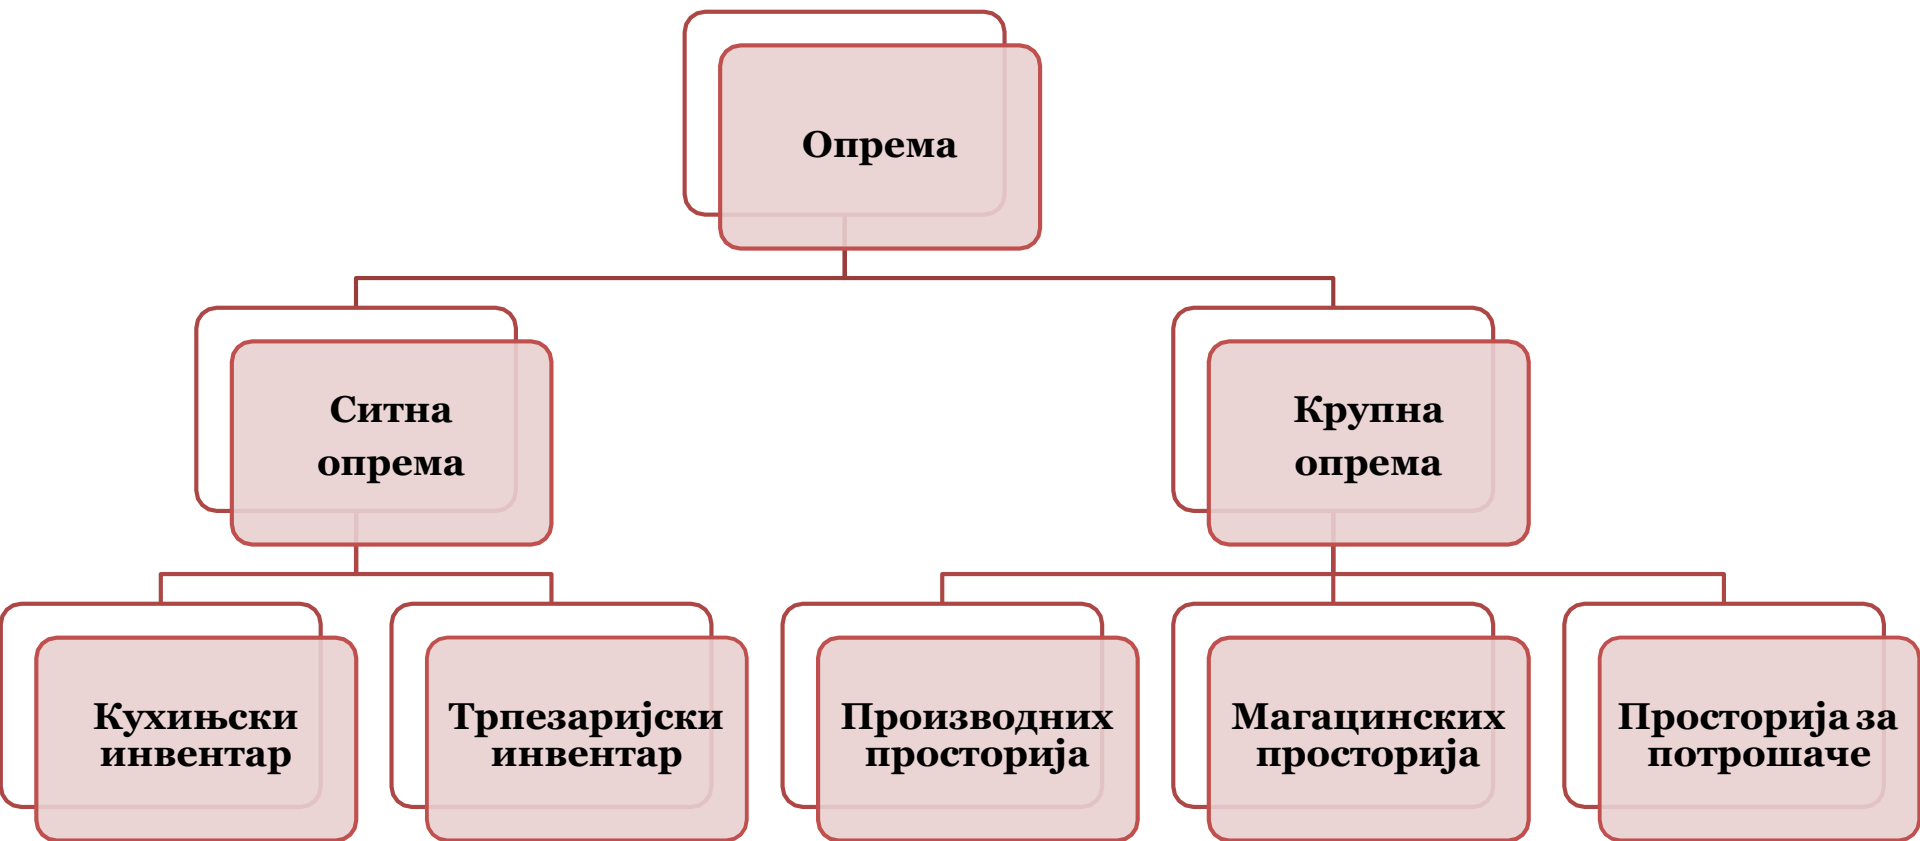 Опрема
Ситна
опрема
Крупна
опрема
Кухињски
инвентар
Трпезаријски
инвентар
Производних
просторија
Магацинских
просторија
Просторија за
потрошаче